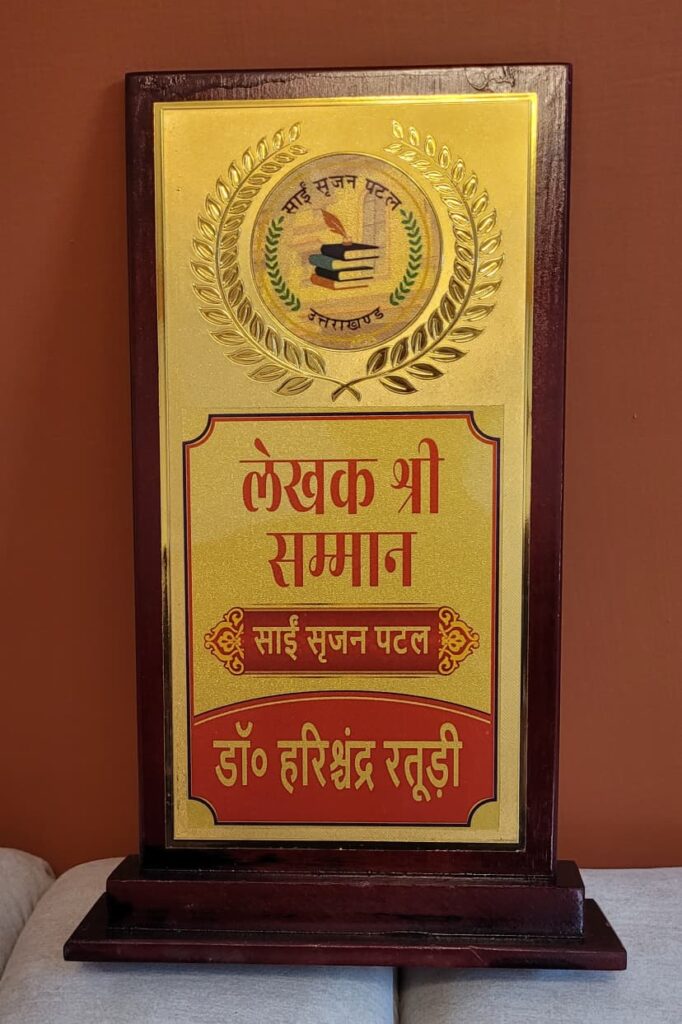 साईं सृजन पटल
उत्तराखण्ड
लेखक श्री
सम्मान
साईं सृजन पटल
डॉ० हरिश्चंद्र रतूड़ी